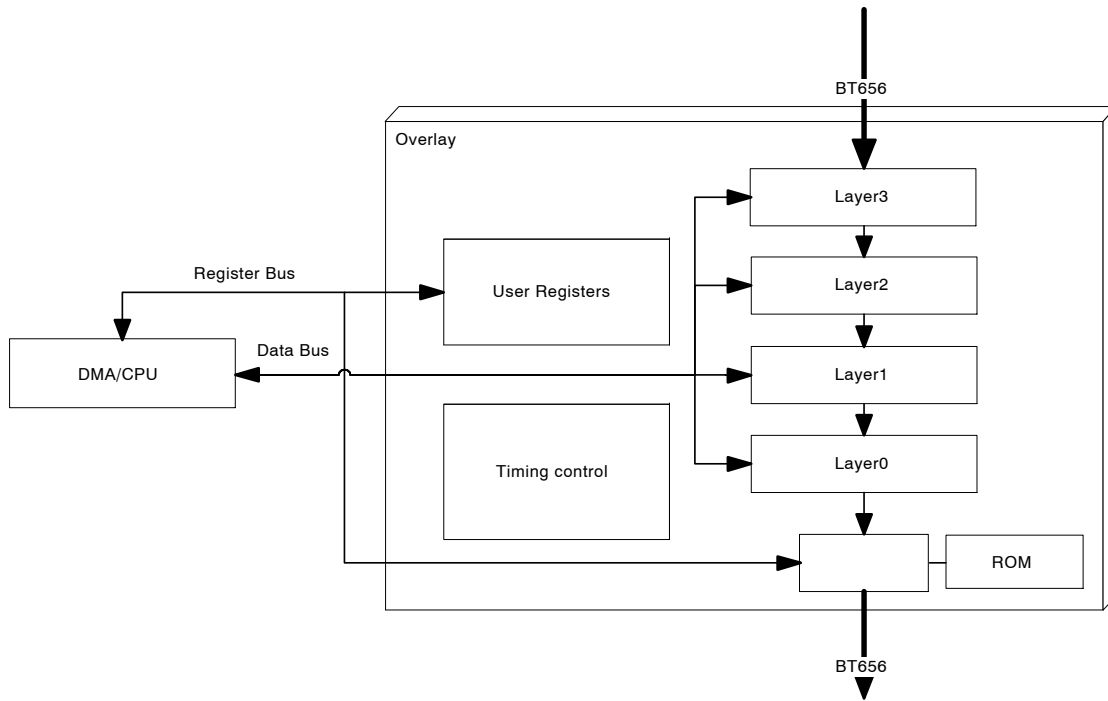 BT656
Overlay
Layer3
Register Bus
User Registers
Layer2
Data Bus
DMA/CPU
Layer1
Timing control
Layer0
ROM
BT656